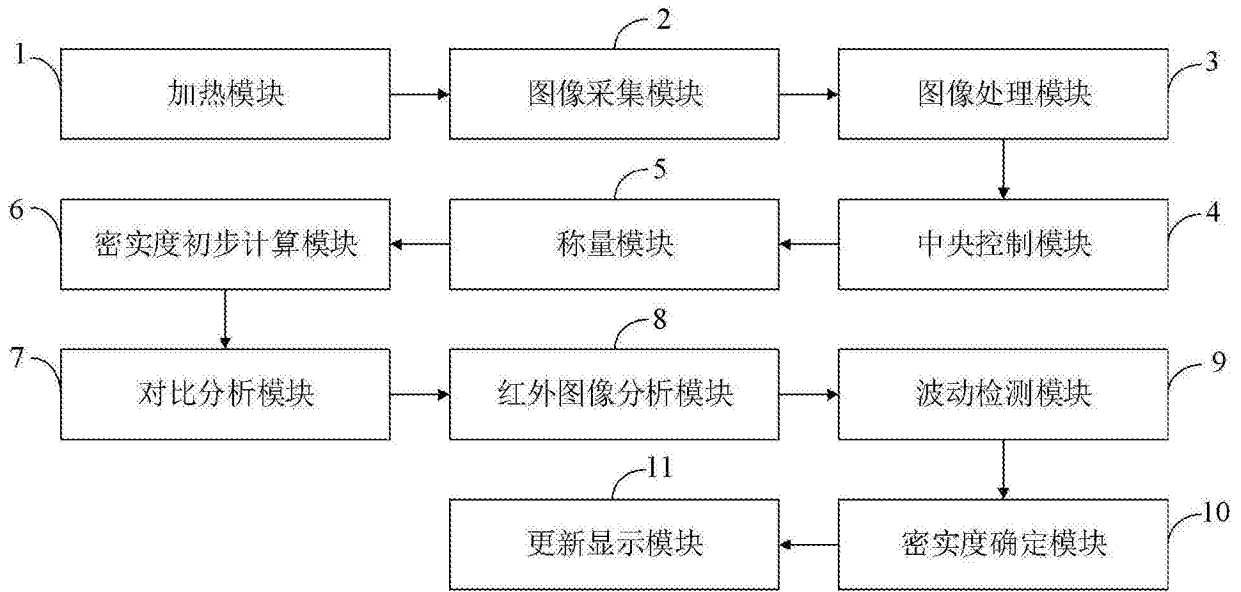 1
加热模块
2
图像采集模块
3
图像处理模块
4
中央控制模块
5
称量模块
6
密实度初步计算模块
7
对比分析模块
8
红外图像分析模块
9
波动检测模块
10
密实度确定模块
11
更新显示模块